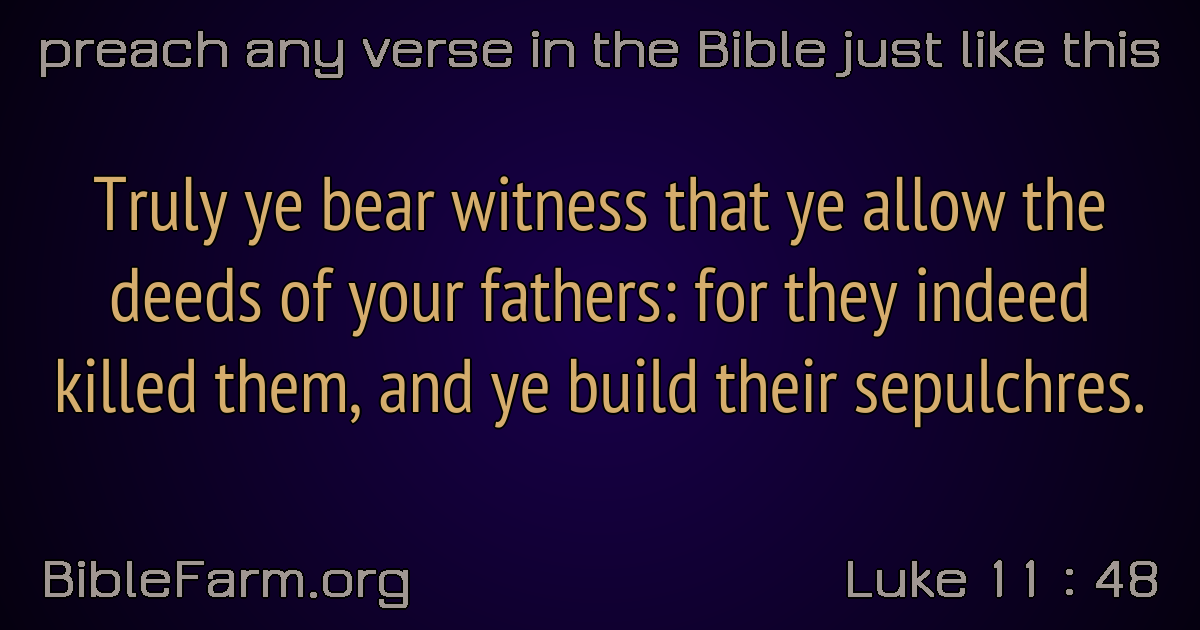 preach any verse in the Bible just like this
Truly ye bear witness that ye allow the
deeds of your fathers: for they indeed
killed them, and ye build their sepulchres.
BibleFarm.org
Luke 11 : 48